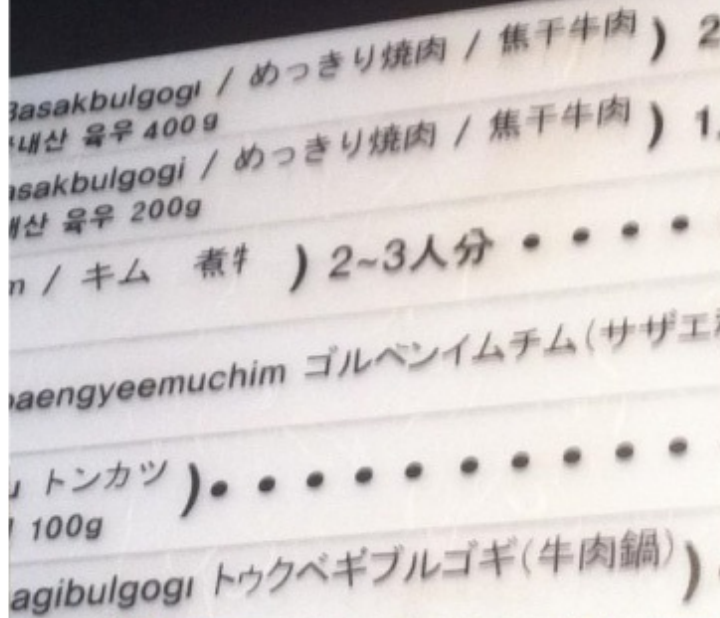 Basakbulgogi / めっきり焼肉 / 焦干牛肉 ) 2
내산 육우 400g
asakbulgogi / めっきり焼肉 / 焦干牛肉 ) 1,
내산 육우 200g
m / キム 煮キ ) 2~3人分 • • • •
paengyeemuchim ゴルベンイムチム(サザエ
トンカツ )• • • • • • • • • •
100g
agibulgogi トゥクベギブルゴギ(牛肉鍋) )